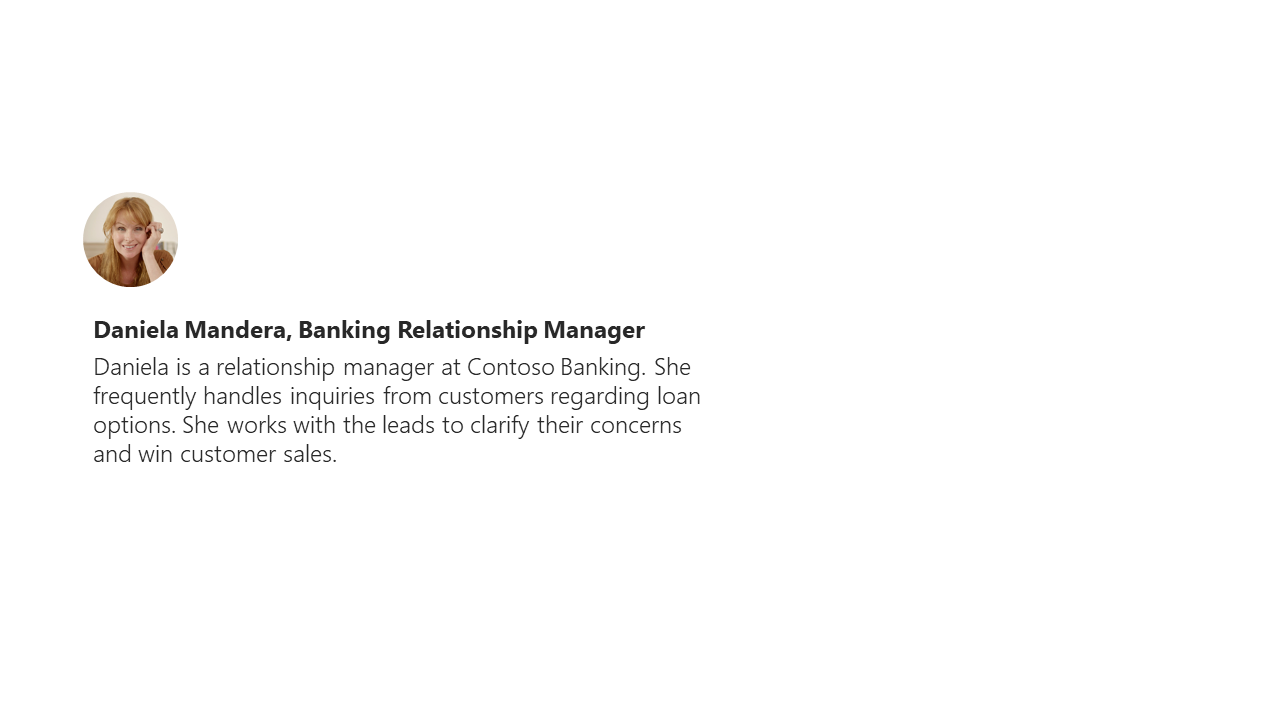 Daniela Mandera, Banking Relationship Manager
Daniela is a relationship manager at Contoso Banking. She
frequently handles inquiries from customers regarding loan
options. She works with the leads to clarify their concerns
and win customer sales.